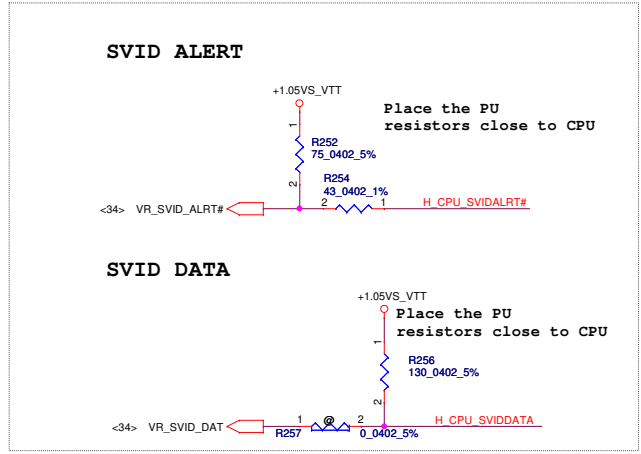 SVID ALERT
+1.05VS_VTT
Place the PU
resistors close to CPU
1
R252
75_0402_5%
2
R254
43_0402_1%
<34> VR_SVID_ALRT#
2
1
H_CPU_SVIDALRT#
SVID DATA
+1.05VS_VTT
Place the PU
resistors close to CPU
1
R256
130_0402_5%
2
<34> VR_SVID_DAT
1
@
2
H_CPU_SVIDDATA
R257
0_0402_5%